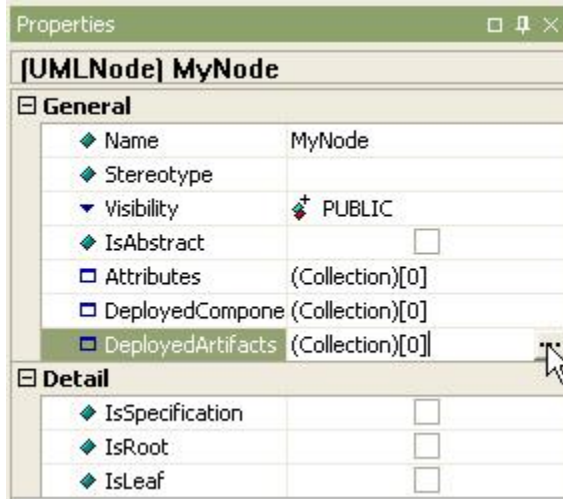 Properties
(UMLNode) MyNode
General
Name MyNode
Stereotype
Visibility PUBLIC
IsAbstract
Attributes (Collection)[0]
DeployedCompone (Collection)[0]
DeployedArtifacts (Collection)[0]
...
Detail
IsSpecification
IsRoot
IsLeaf